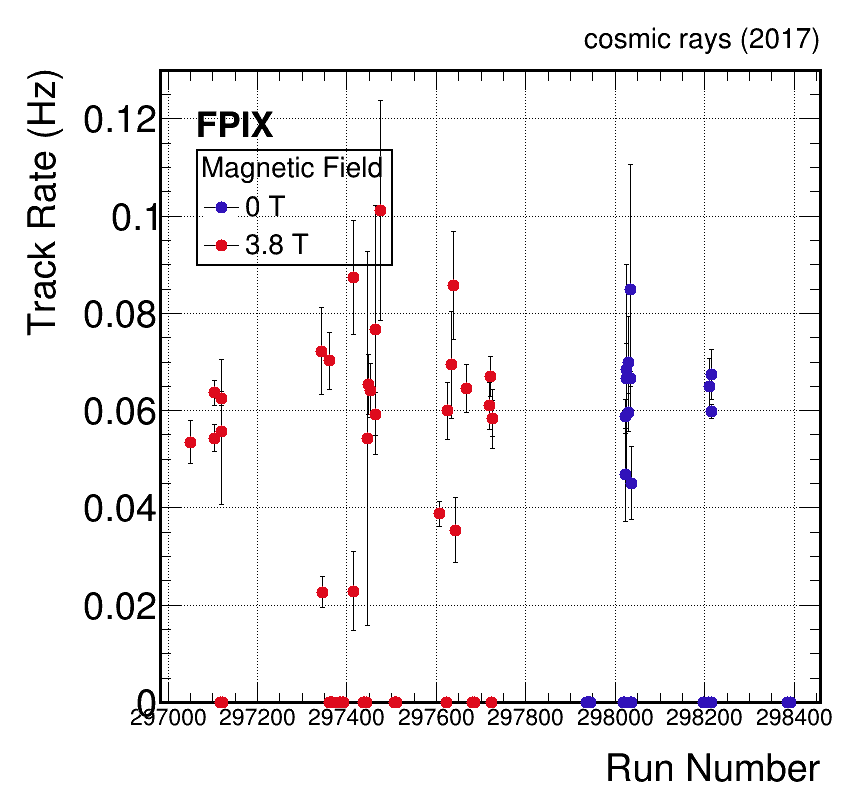 cosmic rays (2017)
Track Rate (Hz)
FPIX
Magnetic Field
0 T
3.8 T
0.12
0.1
0.08
0.06
0.04
0.02
0
297000 297200 297400 297600 297800 298000 298200 298400
Run Number